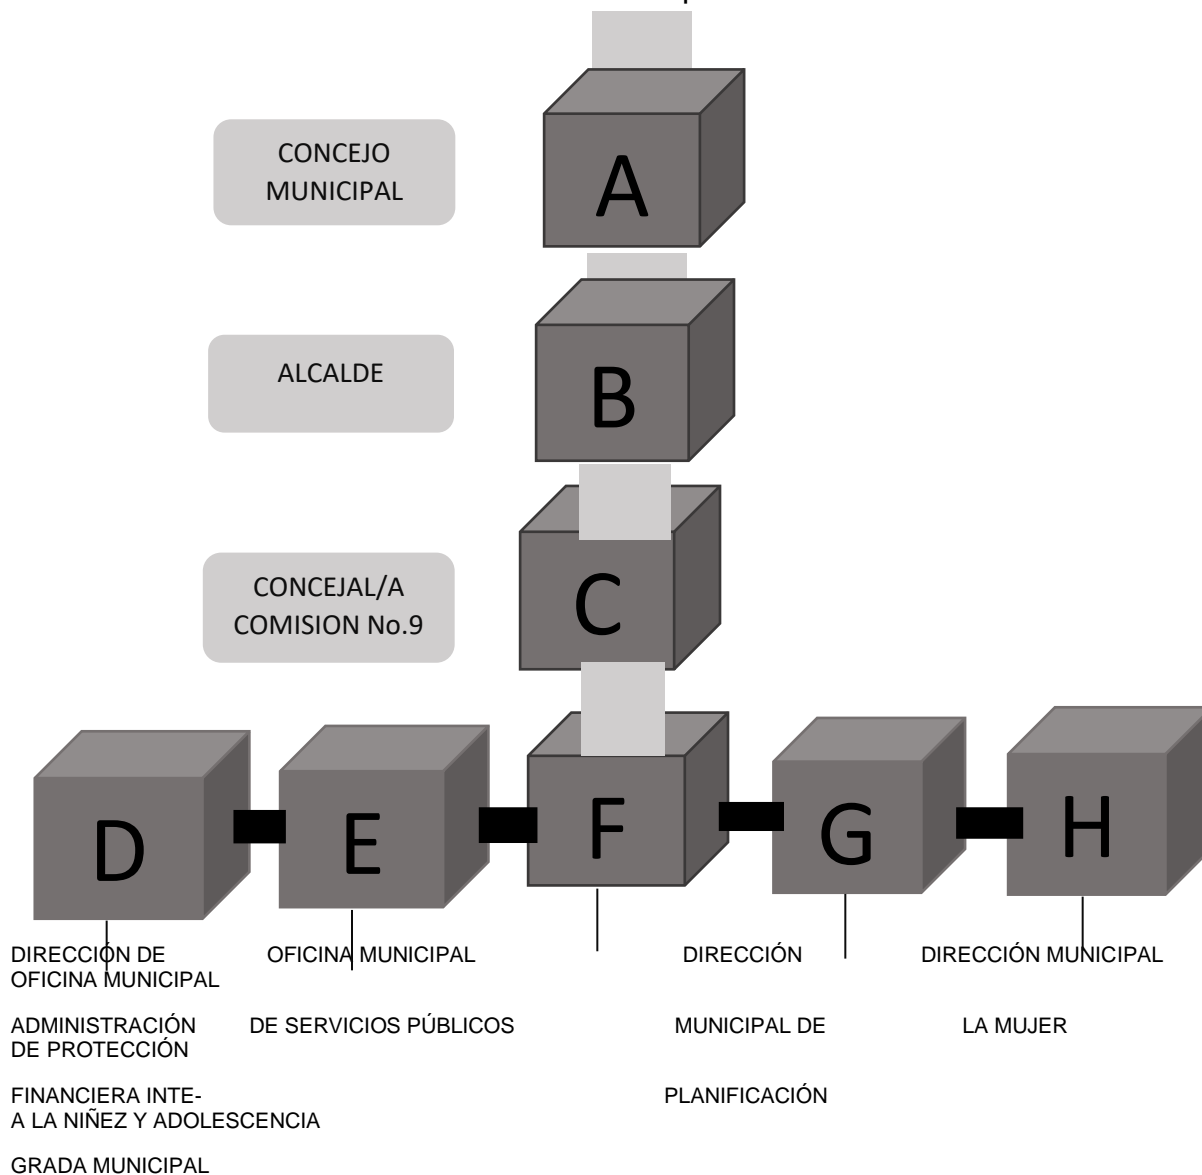 CONCEJO
MUNICIPAL
A
ALCALDE
B
CONCEJAL/A
COMISION No.9
C
D
E
F
G
H
DIRECCIÓN DE OFICINA MUNICIPAL DIRECCIÓN DIRECCIÓN MUNICIPAL
OFICINA MUNICIPAL
ADMINISTRACIÓN DE SERVICIOS PÚBLICOS MUNICIPAL DE LA MUJER
DE PROTECCIÓN
FINANCIERA INTE- PLANIFICACIÓN
A LA NIÑEZ Y ADOLESCENCIA
GRADA MUNICIPAL